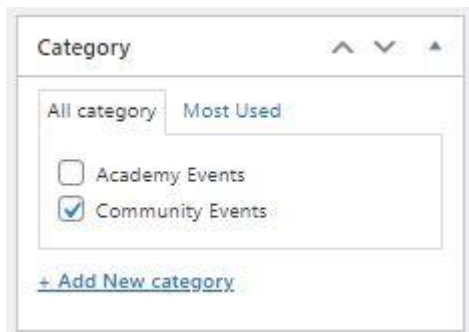 Category
All category Most Used
Academy Events
Community Events
+ Add New category